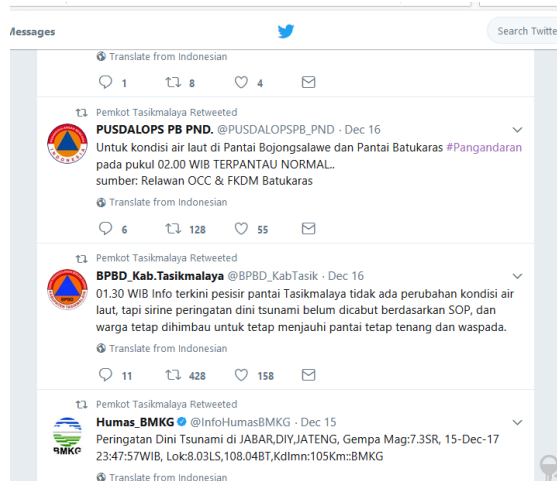 Messages
Search Twitte
Translate from Indonesian
1 8 4
Pemkot Tasikmalaya Retweeted
PUSDALOPS PB PND. @PUSDALOPSPB_PND · Dec 16
Untuk kondisi air laut di Pantai Bojongsalawe dan Pantai Batukaras #Pangandaran
pada pukul 02.00 WIB TERPANTAU NORMAL..
sumber: Relawan OCC & FKDM Batukaras
Translate from Indonesian
6 128 55
Pemkot Tasikmalaya Retweeted
BPBD_Kab.Tasikmalaya @BPBD_KabTasik · Dec 16
01.30 WIB Info terkini pesisir pantai Tasikmalaya tidak ada perubahan kondisi air
laut, tapi sirine peringatan dini tsunami belum dicabut berdasarkan SOP, dan
warga tetap dihimbau untuk tetap menjauhi pantai tetap tenang dan waspada.
BPBD
Translate from Indonesian
11 428 158
Pemkot Tasikmalaya Retweeted
Humas_BMKG @InfoHumasBMKG · Dec 15
Peringatan Dini Tsunami di JABAR,DIY,JATENG, Gempa Mag:7.3SR, 15-Dec-17
23:47:57WIB, Lok:8.03LS,108.04BT,Kdlmn:105Km::BMKG
BMKG
Translate from Indonesian